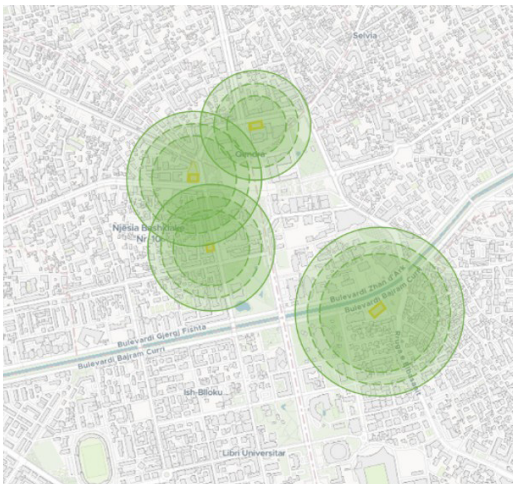 Selvia
Qendra
Njësia Bashkiake
Nr. 10
Bulevardi Zhan d'Ark
Bulevardi Bajram Curri
Bulevardi Gjergj Fishta
Bulevardi Bajram Curri
Ish-Blloku
Libri Universitar